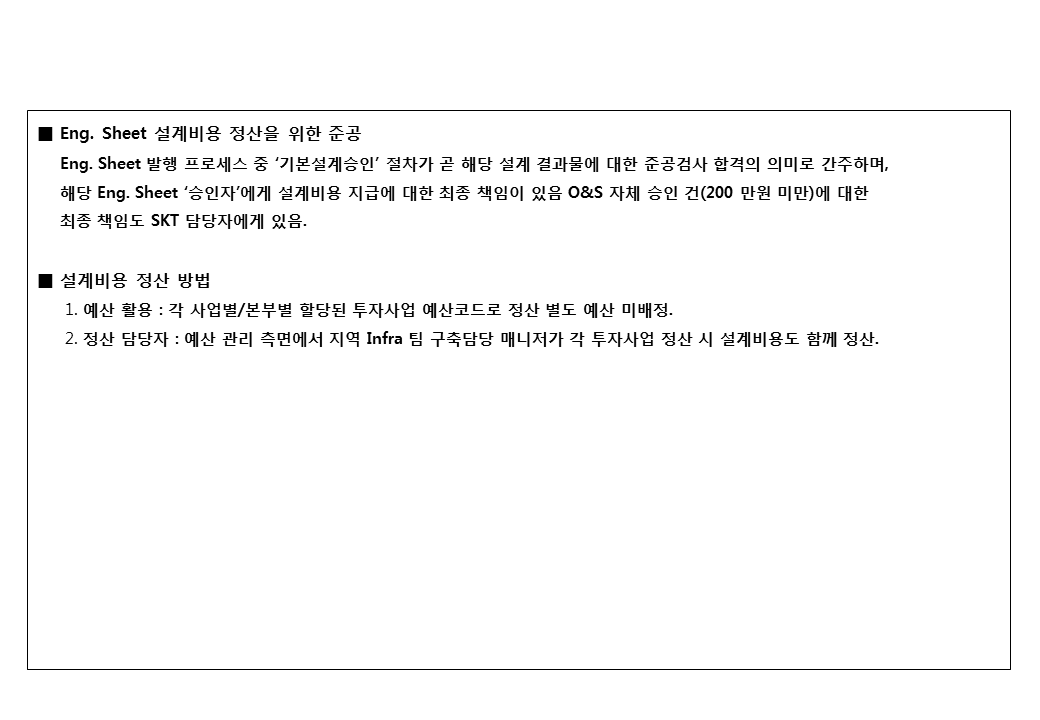 ■ Eng. Sheet 설계비용 정산을 위한 준공
Eng. Sheet 발행 프로세스 중 ‘기본설계승인’ 절차가 곧 해당 설계 결과물에 대한 준공검사 합격의 의미로 간주하며,
해당 Eng. Sheet ‘승인자’에게 설계비용 지급에 대한 최종 책임이 있음 O&S 자체 승인 건(200 만원 미만)에 대한
최종 책임도 SKT 담당자에게 있음.
■ 설계비용 정산 방법
1. 예산 활용 : 각 사업별/본부별 할당된 투자사업 예산코드로 정산 별도 예산 미배정.
2. 정산 담당자 : 예산 관리 측면에서 지역 Infra 팀 구축담당 매니저가 각 투자사업 정산 시 설계비용도 함께 정산.